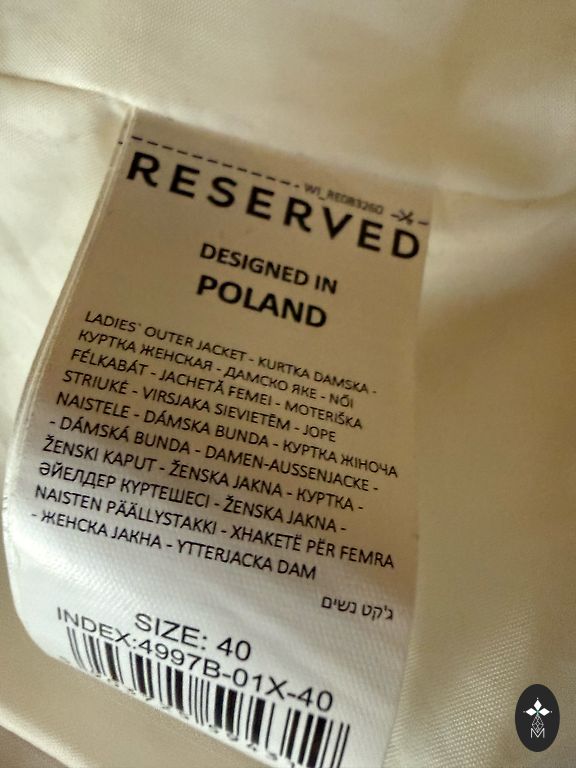 WI_RE0B326D
RESERVED
DESIGNED IN
POLAND
LADIES` OUTER JACKET - KURTKA DAMSKA -
КУРТКА ЖЕНСКАЯ - ДАМСКО ЯКЕ - NŐI
FÉLKABÁT - JACHETĂ FEMEI - MOTERIŠKA
STRIUKĖ - VIRSJAKA SIEVIETĒM - JOPE
NAISTELE - DÁMSKA BUNDA - КУРТКА ЖІНОЧА
- DÁMSKÁ BUNDA - DAMEN-AUSSENJACKE -
ŽENSKI KAPUT - ŽENSKA JAKNA - КУРТКА -
ӘЙЕЛДЕР КҮРТЕШЕСІ - ŽENSKA JAKNA -
NAISTEN PÄÄLLYSTAKKI - XHAKETË PËR FEMRA
- ЖЕНСКА ЈАКНА - YTTERJACKA DAM
ג'קט נשים
SIZE: 40
INDEX:4997B-01X-40